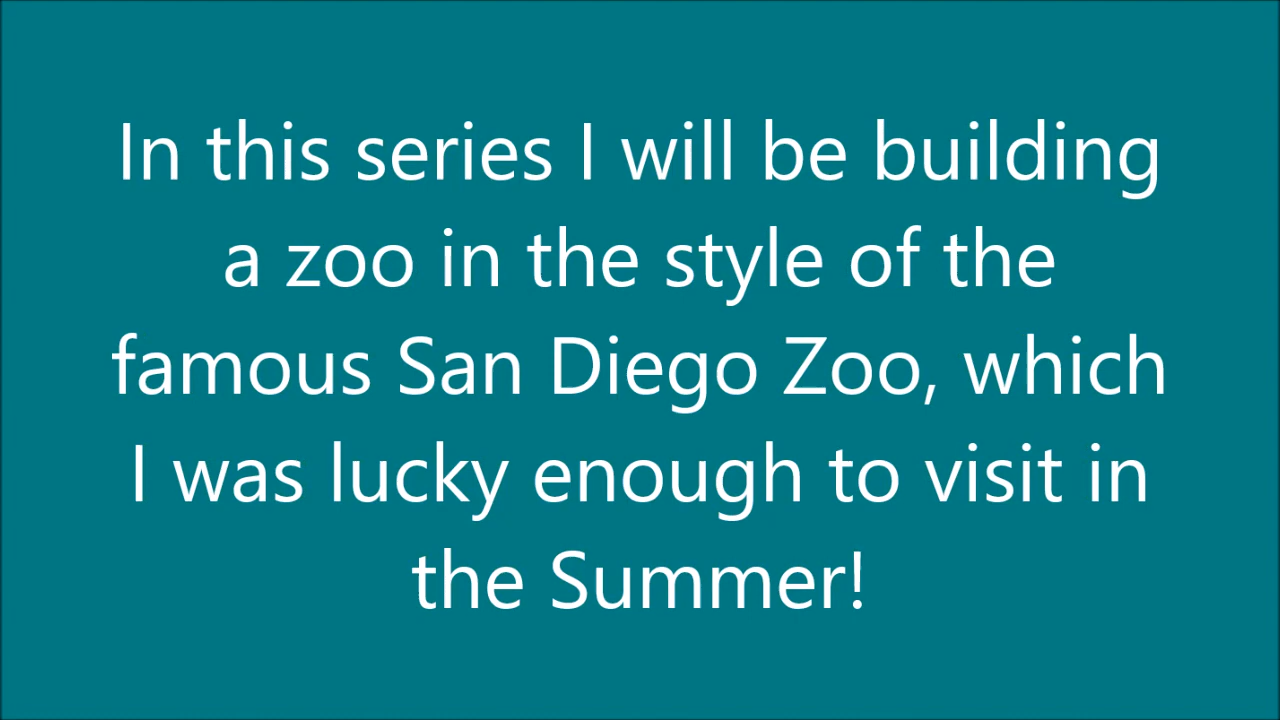 In this series I will be building
a zoo in the style of the
famous San Diego Zoo, which
I was lucky enough to visit in
the Summer!